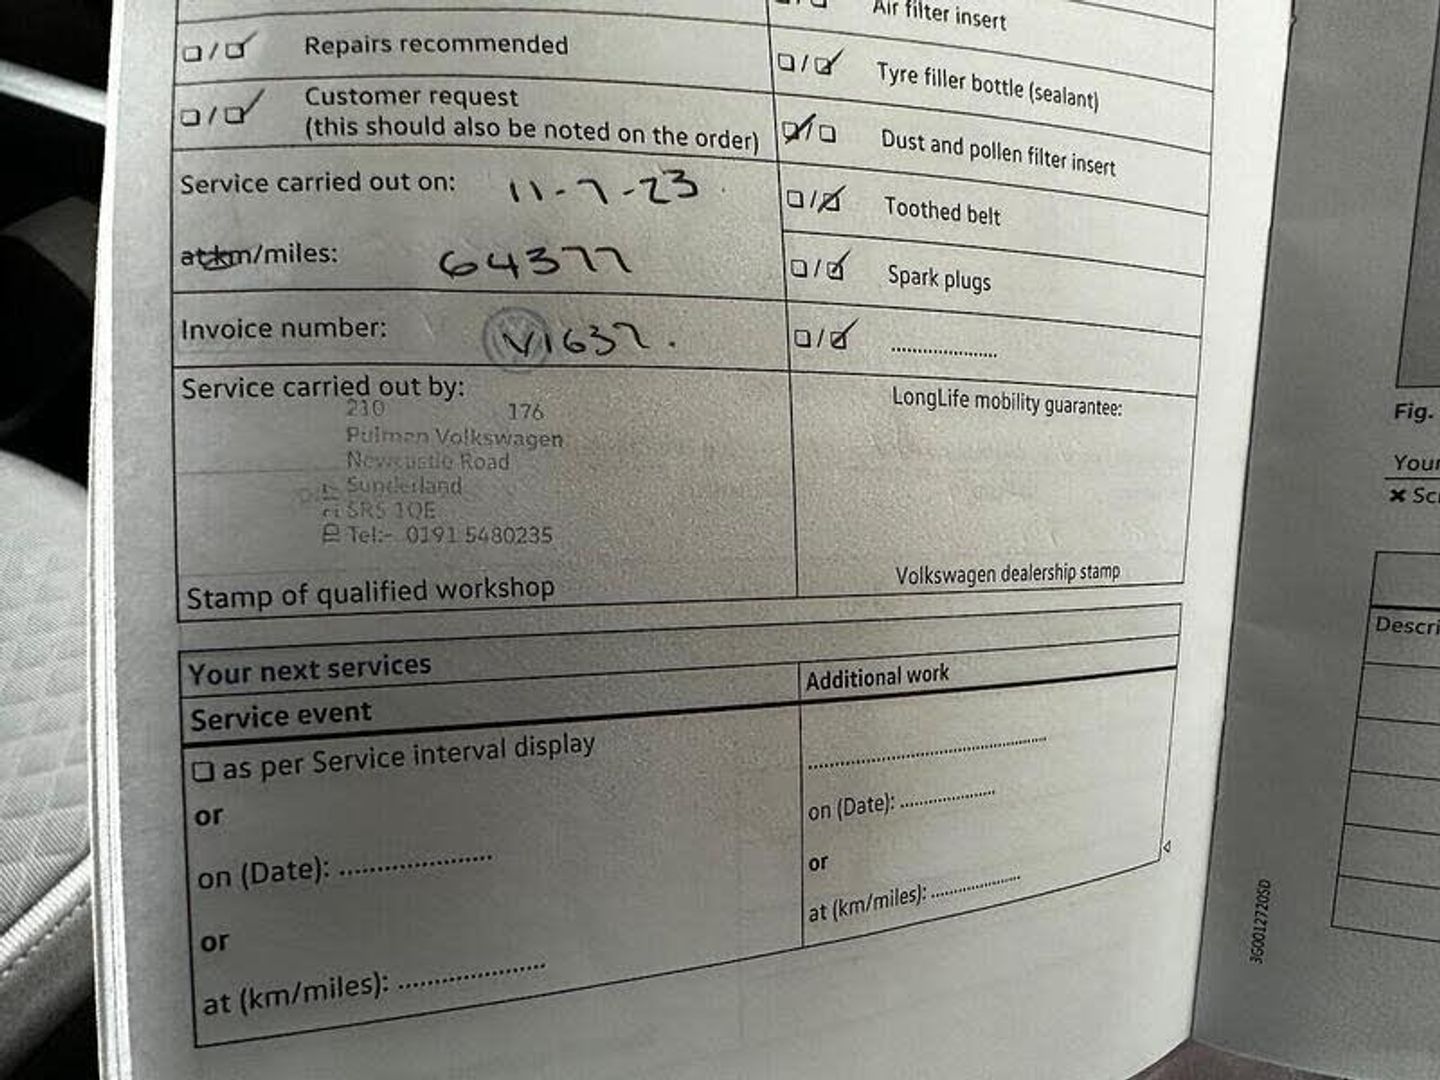 Repairs recommended
Customer request
(this should also be noted on the order)
Service carried out on: 11-7-23
at km/miles: 64377
Invoice number: V1637.
Service carried out by:
210 176
Pulman Volkswagen
Newcastle Road
Sunderland
SR5 1QE
Tel:- 0191 5480235
Stamp of qualified workshop
Air filter insert
Tyre filler bottle (sealant)
Dust and pollen filter insert
Toothed belt
Spark plugs
.....................
LongLife mobility guarantee:
Volkswagen dealership stamp
Your next services
Service event
as per Service interval display
or
on (Date): .....................
or
at (km/miles): .....................
Additional work
.....................
on (Date): .....................
or
at (km/miles): .....................
3G0012720SD
Fig.
Your
Descri